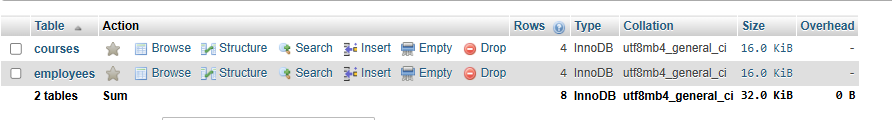 Table Action Rows Type Collation Size Overhead
courses Browse Structure Search Insert Empty Drop 4 InnoDB utf8mb4_general_ci 16.0 KiB -
employees Browse Structure Search Insert Empty Drop 4 InnoDB utf8mb4_general_ci 16.0 KiB -
2 tables Sum 8 InnoDB utf8mb4_general_ci 32.0 KiB 0 B